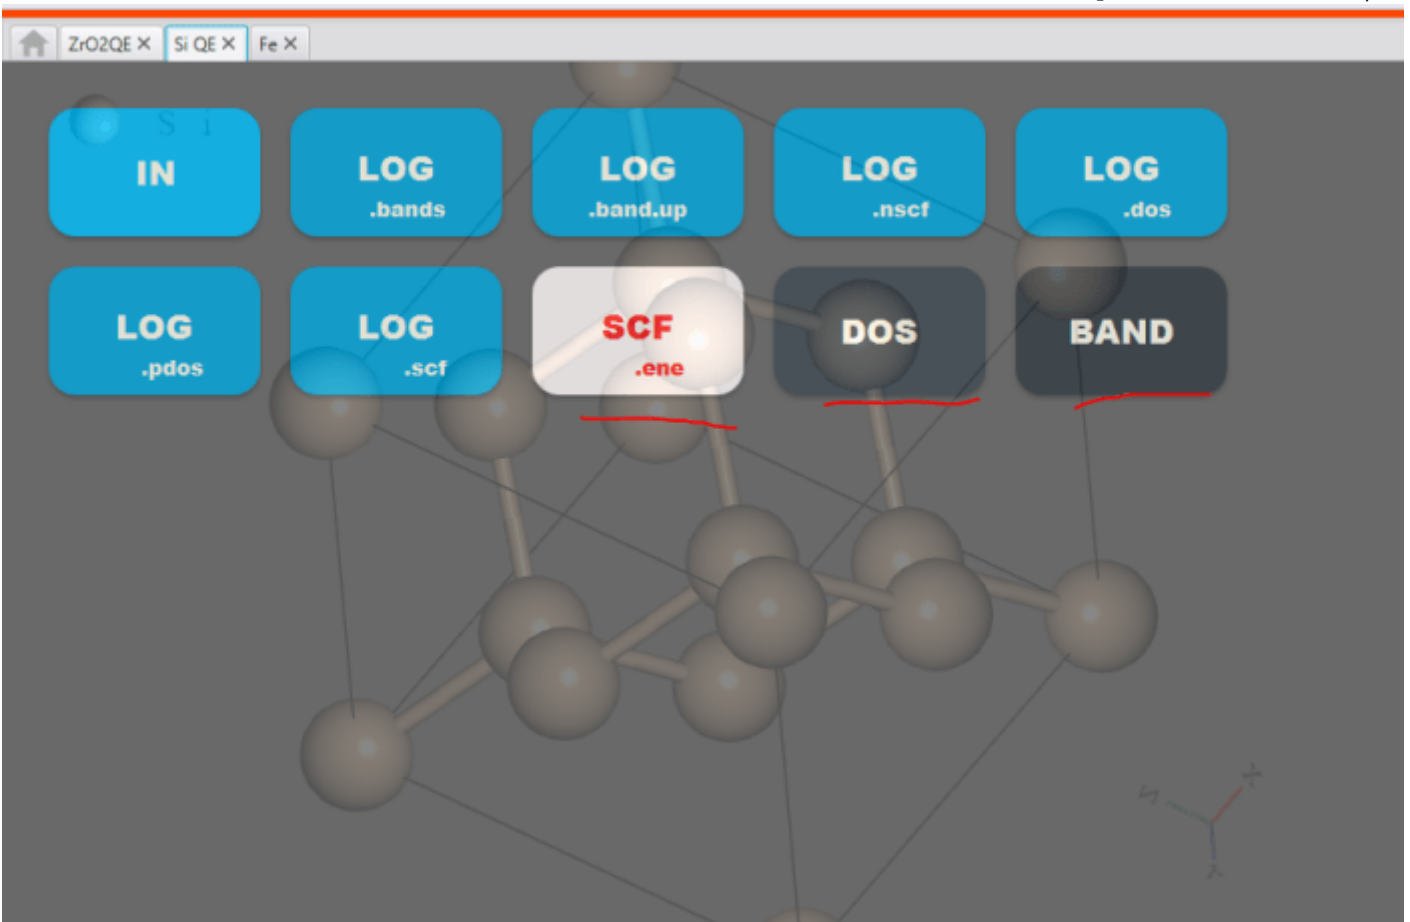 ZrO2QE Si QE Fe
S i
IN
LOG
.bands
LOG
.band.up
LOG
.nscf
LOG
.dos
LOG
.pdos
LOG
.scf
SCF
.ene
DOS
BAND